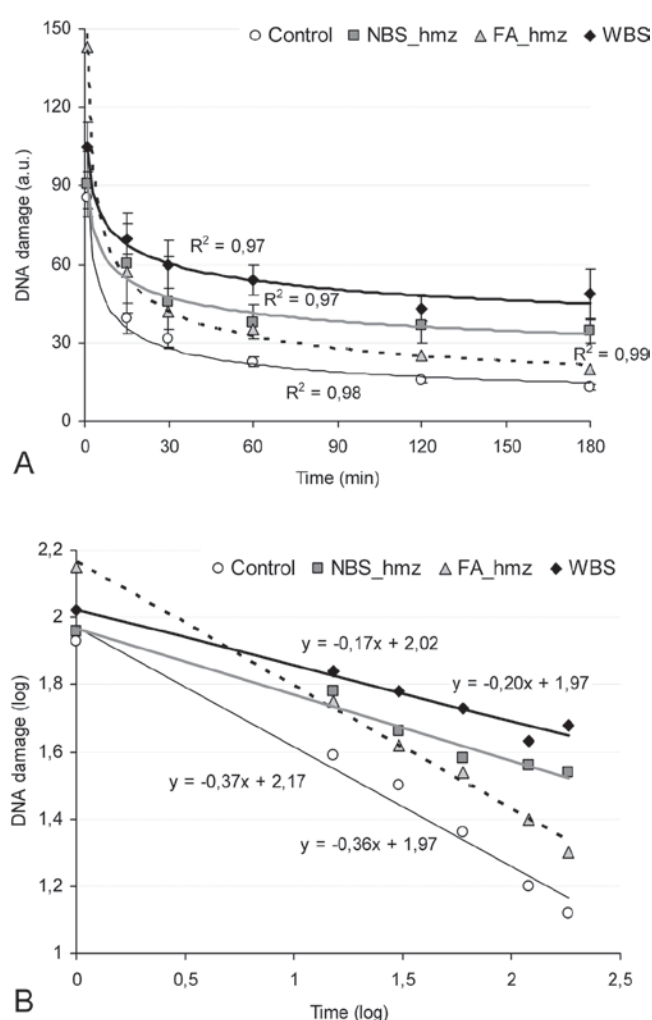 150
Control NBS_hmz FA_hmz WBS
120
90
60
30
0
DNA damage (a.u.)
R² = 0,97
R² = 0,97
R² = 0,99
R² = 0,98
0 30 60 90 120 150 180
A
Time (min)
2,2
Control NBS_hmz FA_hmz WBS
2
1,8
1,6
1,4
1,2
1
DNA damage (log)
y = -0,17x + 2,02
y = -0,20x + 1,97
y = -0,37x + 2,17
y = -0,36x + 1,97
0 0,5 1 1,5 2 2,5
B
Time (log)